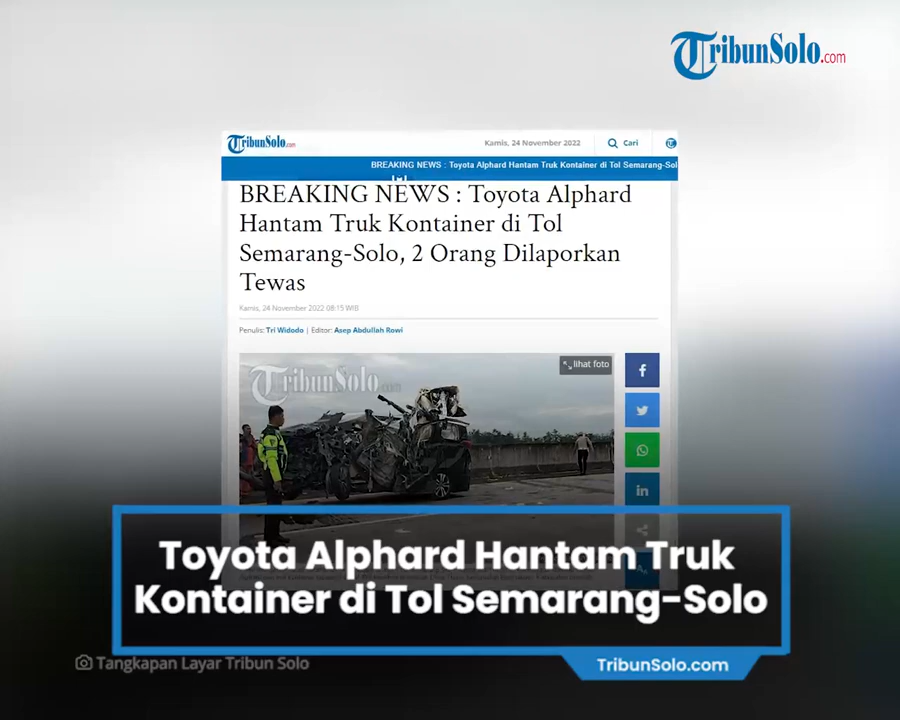 TribunSolo.com
TribunSolo.com
Kamis, 24 November 2022
Cari
BREAKING NEWS : Toyota Alphard Hantam Truk Kontainer di Tol Semarang-Sol
BREAKING NEWS : Toyota Alphard
Hantam Truk Kontainer di Tol
Semarang-Solo, 2 Orang Dilaporkan
Tewas
Kamis, 24 November 2022 08:15 WIB
Penulis: Tri Widodo | Editor: Asep Abdullah Rowi
TribunSolo.com
lihat foto
Toyota Alphard Hantam Truk
Kontainer di Tol Semarang-Solo
Tangkapan Layar Tribun Solo
TribunSolo.com